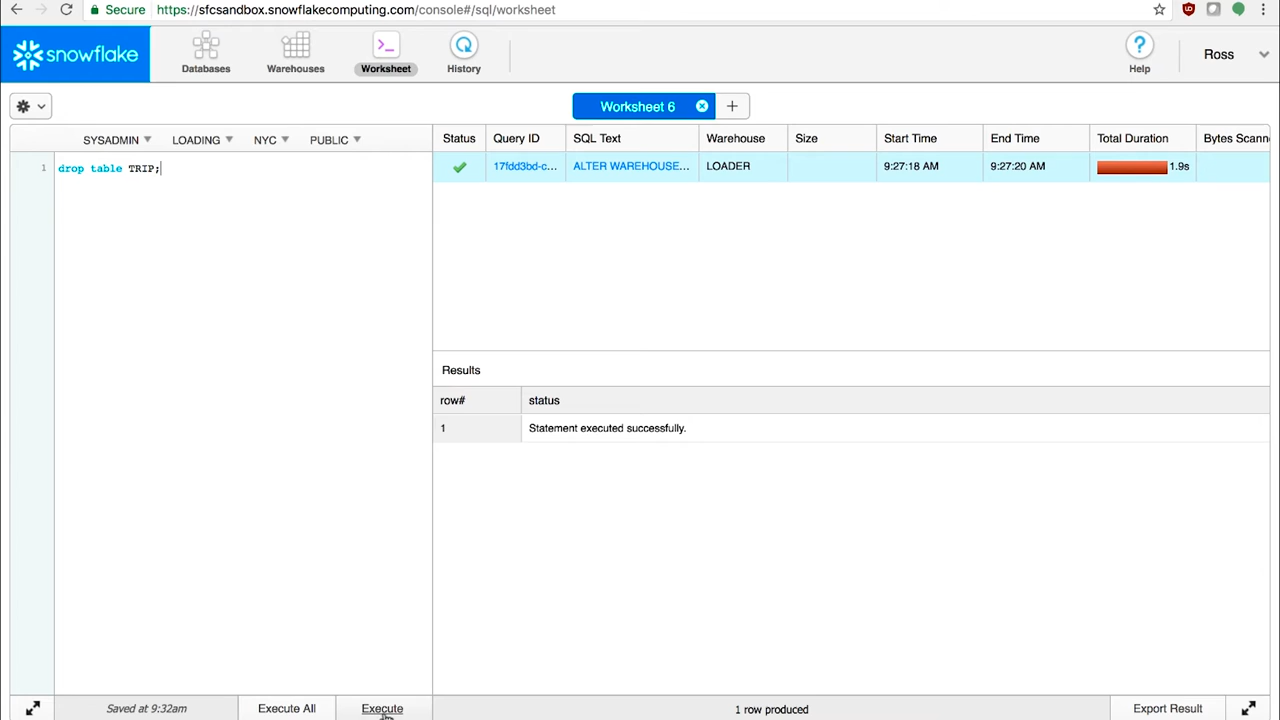 Secure https://sfcsandbox.snowflakecomputing.com/console#/sql/worksheet
snowflake
Databases
Warehouses
Worksheet
History
Help
Ross
Worksheet 6
SYSADMIN LOADING NYC PUBLIC
1 drop table TRIP;
Status Query ID SQL Text Warehouse Size Start Time End Time Total Duration Bytes Scanne
17fdd3bd-c... ALTER WAREHOUSE... LOADER 9:27:18 AM 9:27:20 AM 1.9s
Results
row# status
1 Statement executed successfully.
Saved at 9:32am Execute All Execute
1 row produced Export Result